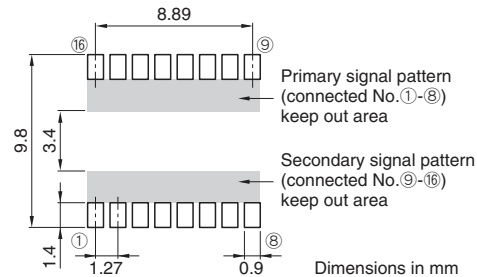 8.89
⑯
⑨
Primary signal pattern
(connected No.①-⑧)
keep out area
9.8
3.4
Secondary signal pattern
(connected No.⑨-⑯)
keep out area
1.4
①
⑧
1.27
0.9
Dimensions in mm